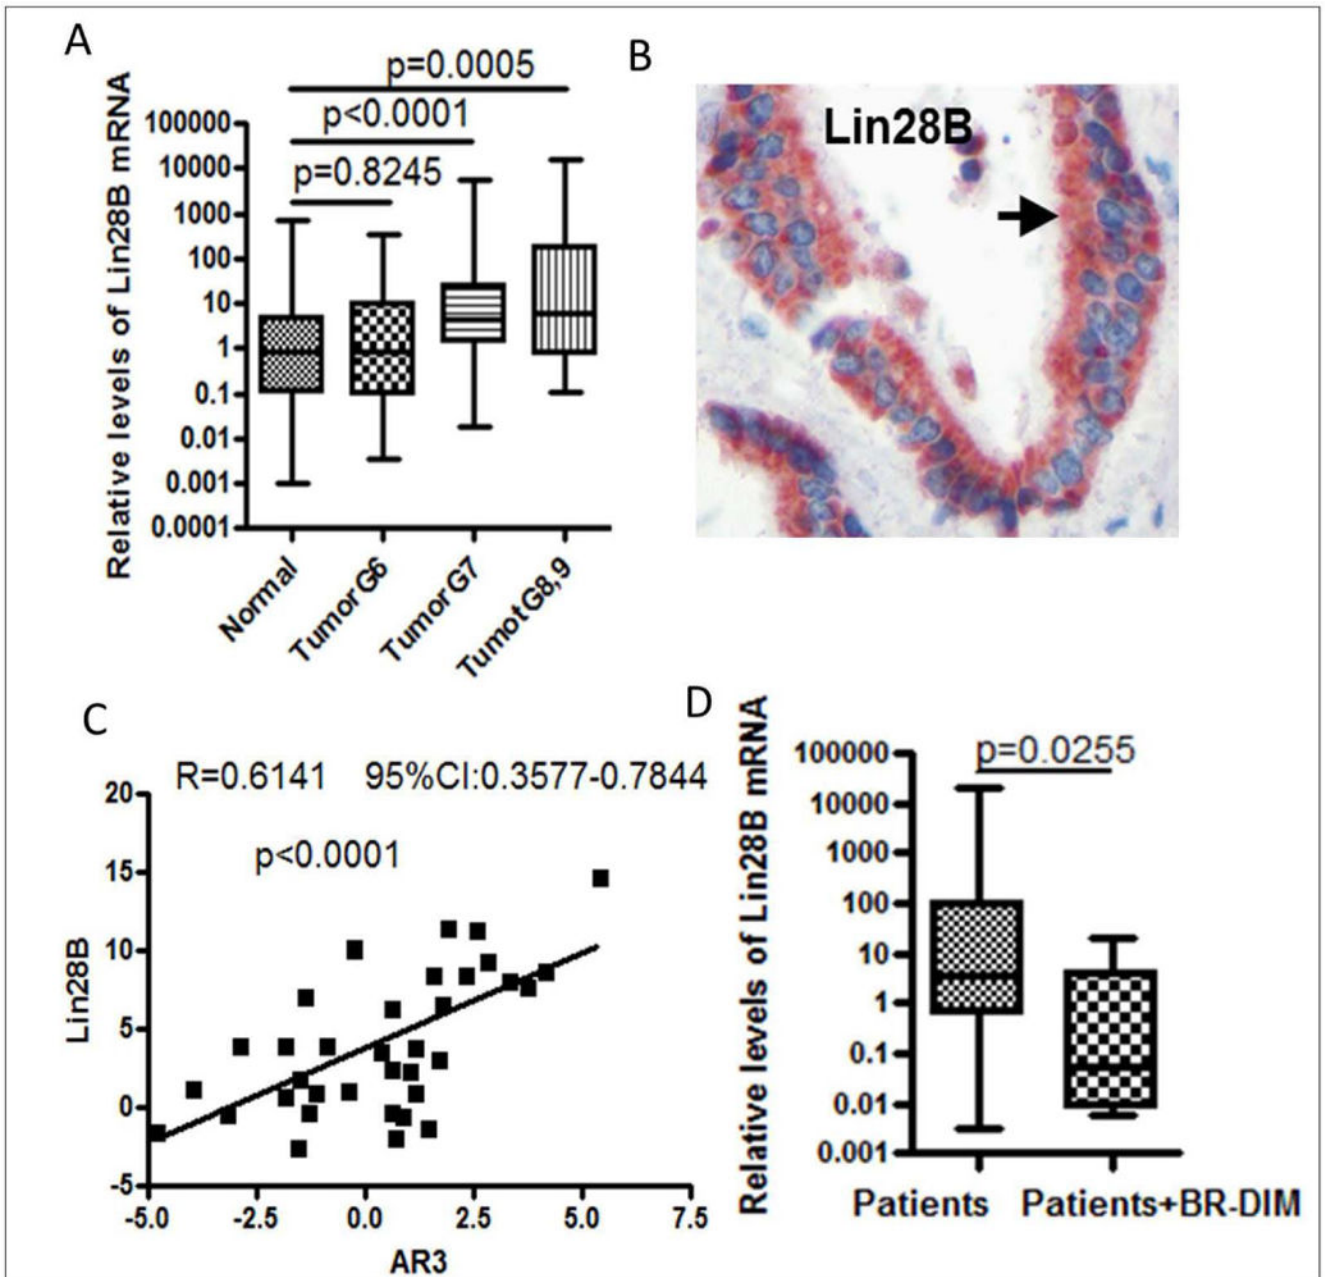 A
Relative levels of Lin28B mRNA
p=0.0005
p<0.0001
p=0.8245
100000
10000
1000
100
10
1
0.1
0.01
0.001
0.0001
Normal
Tumor G6
Tumor G7
Tumot G8,9
B
Lin28B
C
R=0.6141 95%CI:0.3577-0.7844
p<0.0001
Lin28B
20
15
10
5
0
-5
-5.0 -2.5 0.0 2.5 5.0 7.5
AR3
D
Relative levels of Lin28B mRNA
p=0.0255
100000
10000
1000
100
10
1
0.1
0.01
0.001
Patients Patients+BR-DIM